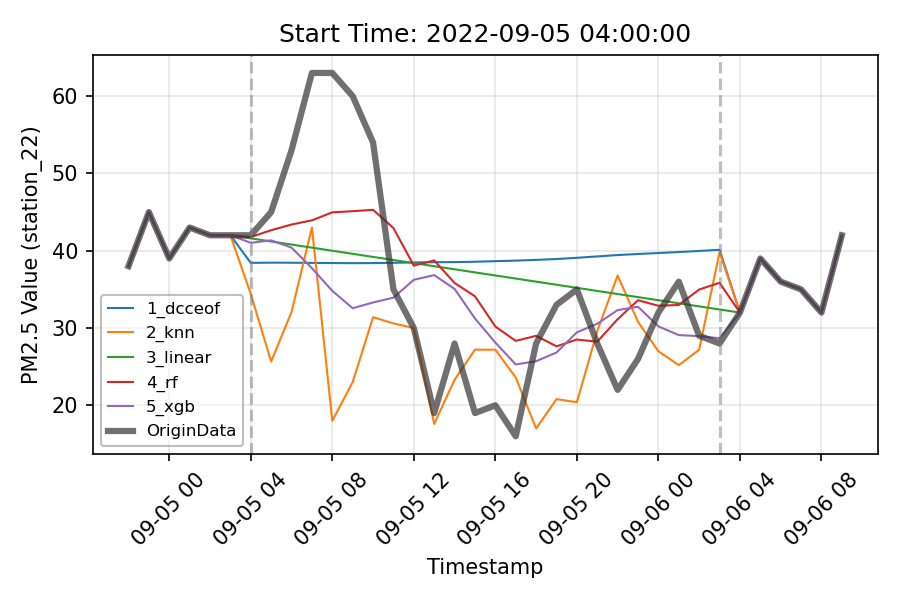 Start Time: 2022-09-05 04:00:00
PM2.5 Value (station_22)
60
50
40
30
20
1_dcceof
2_knn
3_linear
4_rf
5_xgb
OriginData
09-05 00
09-05 04
09-05 08
09-05 12
09-05 16
09-05 20
09-06 00
09-06 04
09-06 08
Timestamp